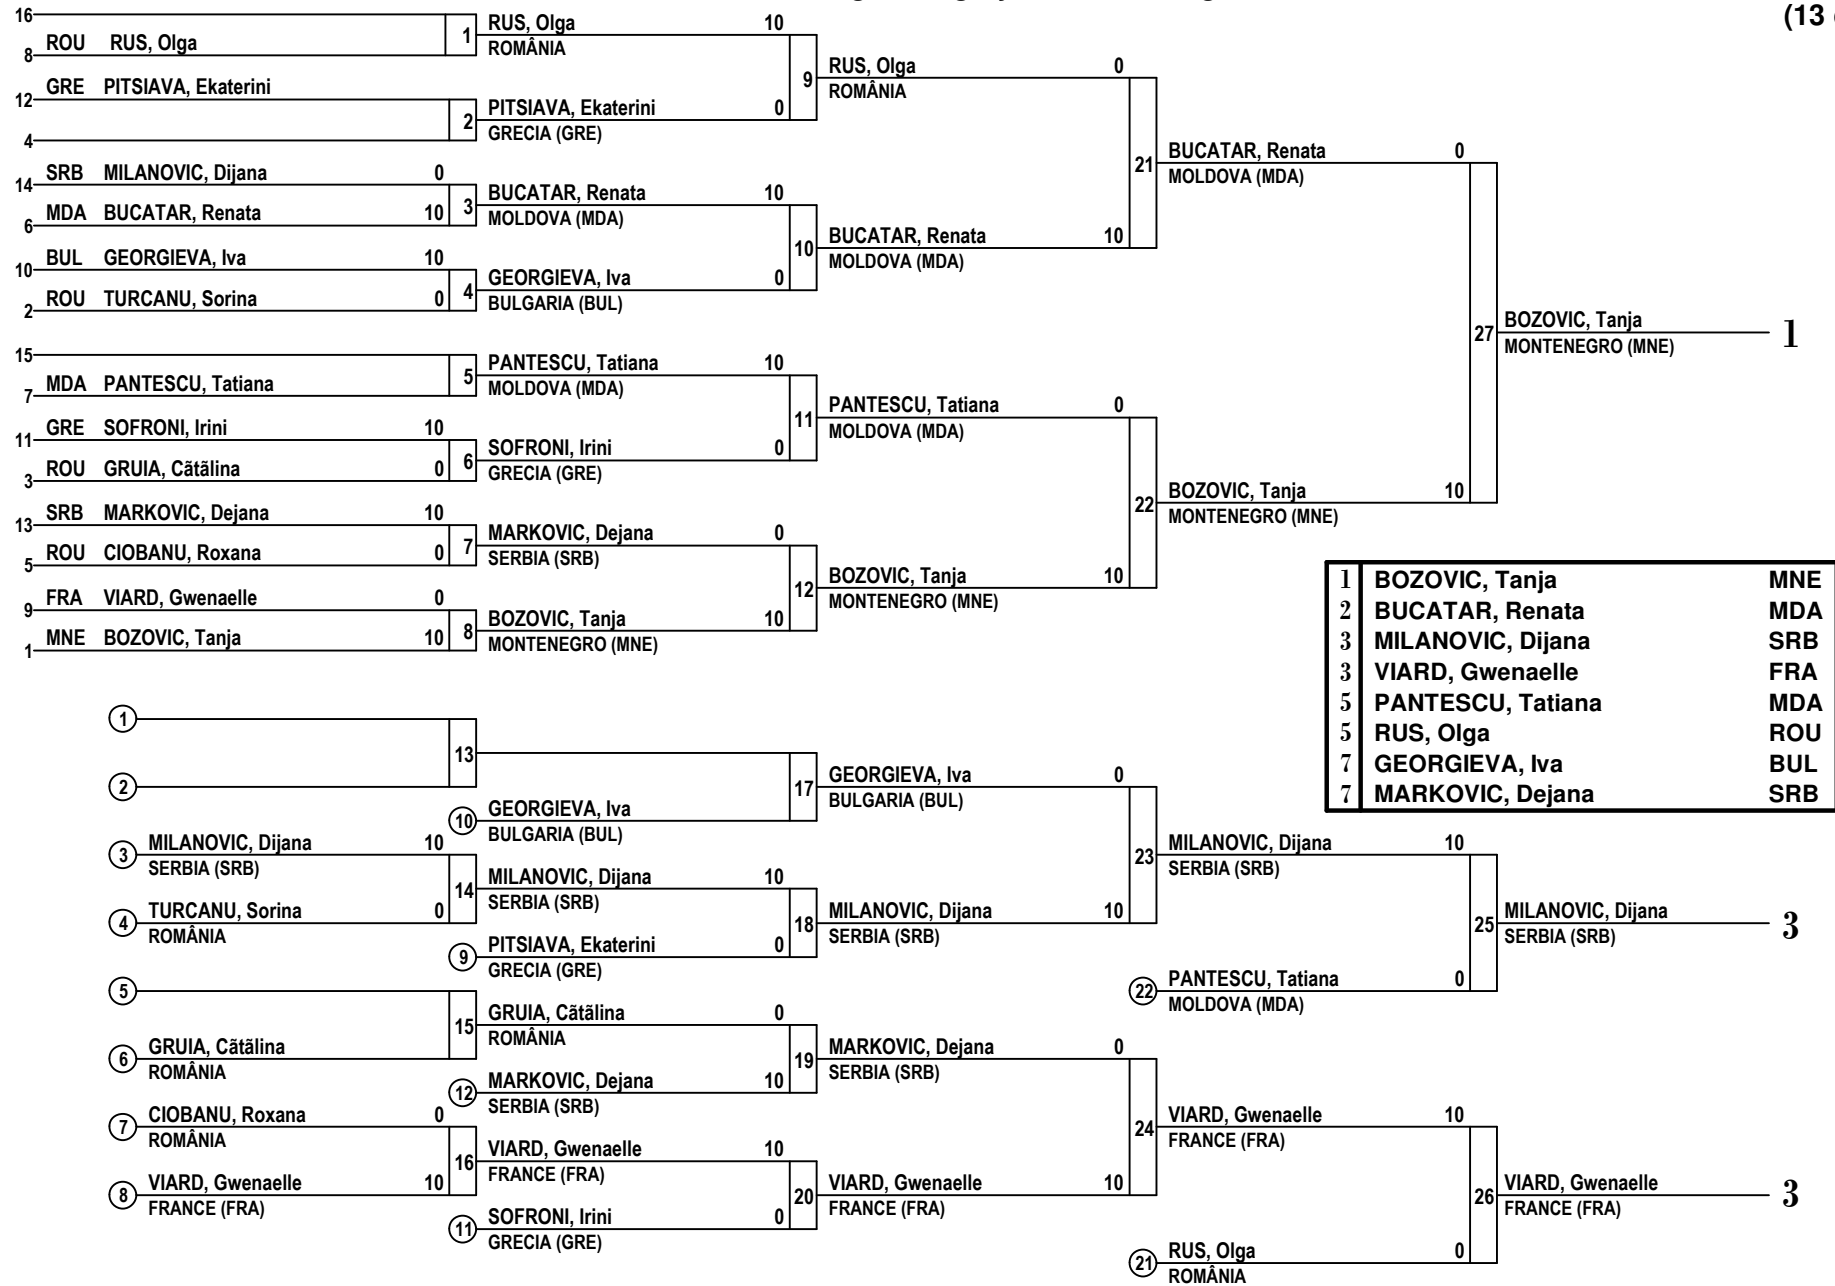 (13
16
ROU RUS, Olga
8
1
RUS, Olga 10
ROMÂNIA
GRE PITSIAVA, Ekaterini
12
4
2
PITSIAVA, Ekaterini 0
GRECIA (GRE)
9
RUS, Olga 0
ROMÂNIA
SRB MILANOVIC, Dijana 0
14
MDA BUCATAR, Renata 10
6
3
BUCATAR, Renata 10
MOLDOVA (MDA)
BUL GEORGIEVA, Iva 10
10
ROU TURCANU, Sorina 0
2
4
GEORGIEVA, Iva 0
BULGARIA (BUL)
10
BUCATAR, Renata 10
MOLDOVA (MDA)
21
BUCATAR, Renata 0
MOLDOVA (MDA)
15
MDA PANTESCU, Tatiana
7
5
PANTESCU, Tatiana 10
MOLDOVA (MDA)
GRE SOFRONI, Irini 10
11
ROU GRUIA, Cãtãlina 0
3
6
SOFRONI, Irini 0
GRECIA (GRE)
11
PANTESCU, Tatiana 0
MOLDOVA (MDA)
SRB MARKOVIC, Dejana 10
13
ROU CIOBANU, Roxana 0
5
7
MARKOVIC, Dejana 0
SERBIA (SRB)
FRA VIARD, Gwenaelle 0
9
MNE BOZOVIC, Tanja 10
1
8
BOZOVIC, Tanja 10
MONTENEGRO (MNE)
12
BOZOVIC, Tanja 10
MONTENEGRO (MNE)
22
BOZOVIC, Tanja 10
MONTENEGRO (MNE)
27
BOZOVIC, Tanja
MONTENEGRO (MNE)
1
1 BOZOVIC, Tanja MNE
2 BUCATAR, Renata MDA
3 MILANOVIC, Dijana SRB
3 VIARD, Gwenaelle FRA
5 PANTESCU, Tatiana MDA
5 RUS, Olga ROU
7 GEORGIEVA, Iva BUL
7 MARKOVIC, Dejana SRB
1
2
13
10 GEORGIEVA, Iva
BULGARIA (BUL)
17
GEORGIEVA, Iva 0
BULGARIA (BUL)
3 MILANOVIC, Dijana 10
SERBIA (SRB)
4 TURCANU, Sorina 0
ROMÂNIA
14
MILANOVIC, Dijana 10
SERBIA (SRB)
9 PITSIAVA, Ekaterini 0
GRECIA (GRE)
18
MILANOVIC, Dijana 10
SERBIA (SRB)
23
MILANOVIC, Dijana 10
SERBIA (SRB)
22 PANTESCU, Tatiana 0
MOLDOVA (MDA)
25
MILANOVIC, Dijana
SERBIA (SRB)
3
5
6 GRUIA, Cãtãlina
ROMÂNIA
15
GRUIA, Cãtãlina 0
ROMÂNIA
12 MARKOVIC, Dejana 10
SERBIA (SRB)
19
MARKOVIC, Dejana 0
SERBIA (SRB)
7 CIOBANU, Roxana 0
ROMÂNIA
8 VIARD, Gwenaelle 10
FRANCE (FRA)
16
VIARD, Gwenaelle 10
FRANCE (FRA)
11 SOFRONI, Irini 0
GRECIA (GRE)
20
VIARD, Gwenaelle 10
FRANCE (FRA)
24
VIARD, Gwenaelle 10
FRANCE (FRA)
21 RUS, Olga 0
ROMÂNIA
26
VIARD, Gwenaelle
FRANCE (FRA)
3